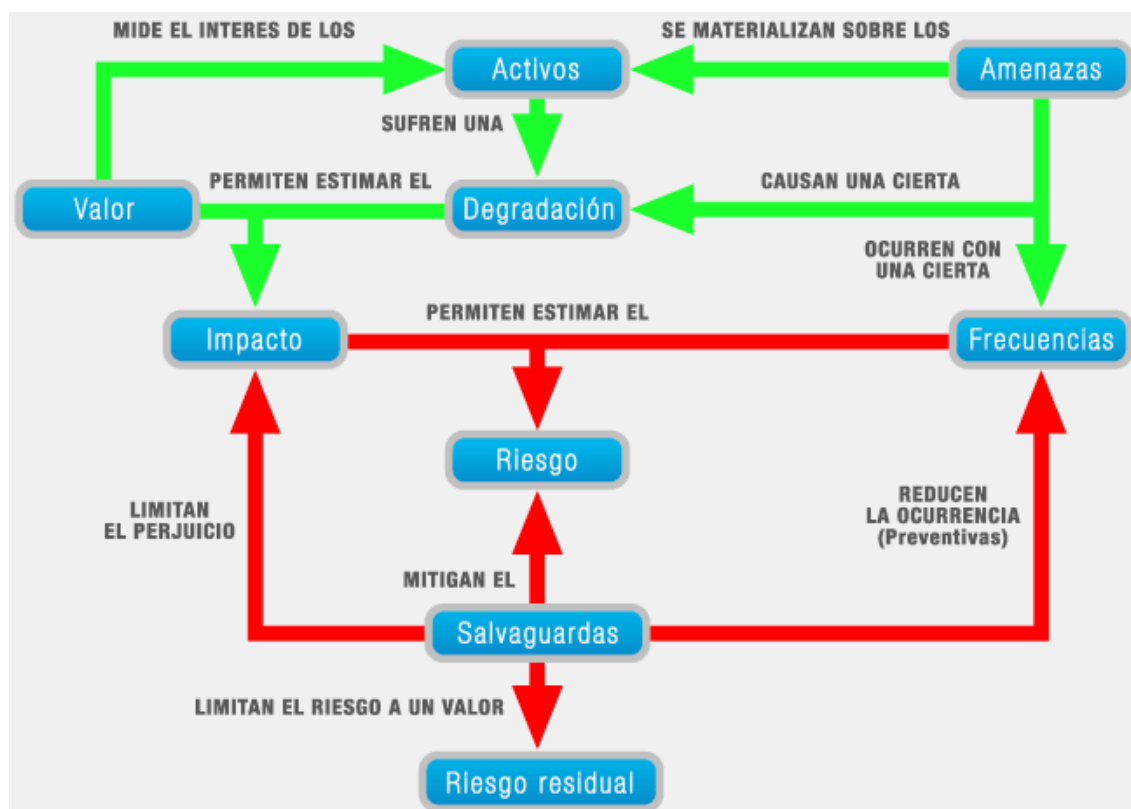 MIDE EL INTERES DE LOS
SE MATERIALIZAN SOBRE LOS
Activos
Amenazas
SUFREN UNA
PERMITEN ESTIMAR EL
CAUSAN UNA CIERTA
Valor
Degradación
OCURREN CON
UNA CIERTA
PERMITEN ESTIMAR EL
Impacto
Frecuencias
Riesgo
LIMITAN
EL PERJUICIO
REDUCEN
LA OCURRENCIA
(Preventivas)
MITIGAN EL
Salvaguardas
LIMITAN EL RIESGO A UN VALOR
Riesgo residual